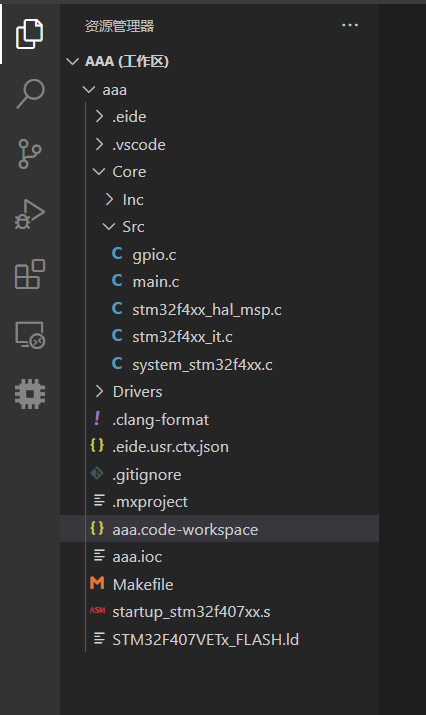 资源管理器
AAA (工作区)
aaa
.eide
.vscode
Core
Inc
Src
C gpio.c
C main.c
C stm32f4xx_hal_msp.c
C stm32f4xx_it.c
C system_stm32f4xx.c
Drivers
! .clang-format
{} .eide.usr.ctx.json
.gitignore
.mxproject
{} aaa.code-workspace
aaa.ioc
M Makefile
ASM startup_stm32f407xx.s
STM32F407VETx_FLASH.ld